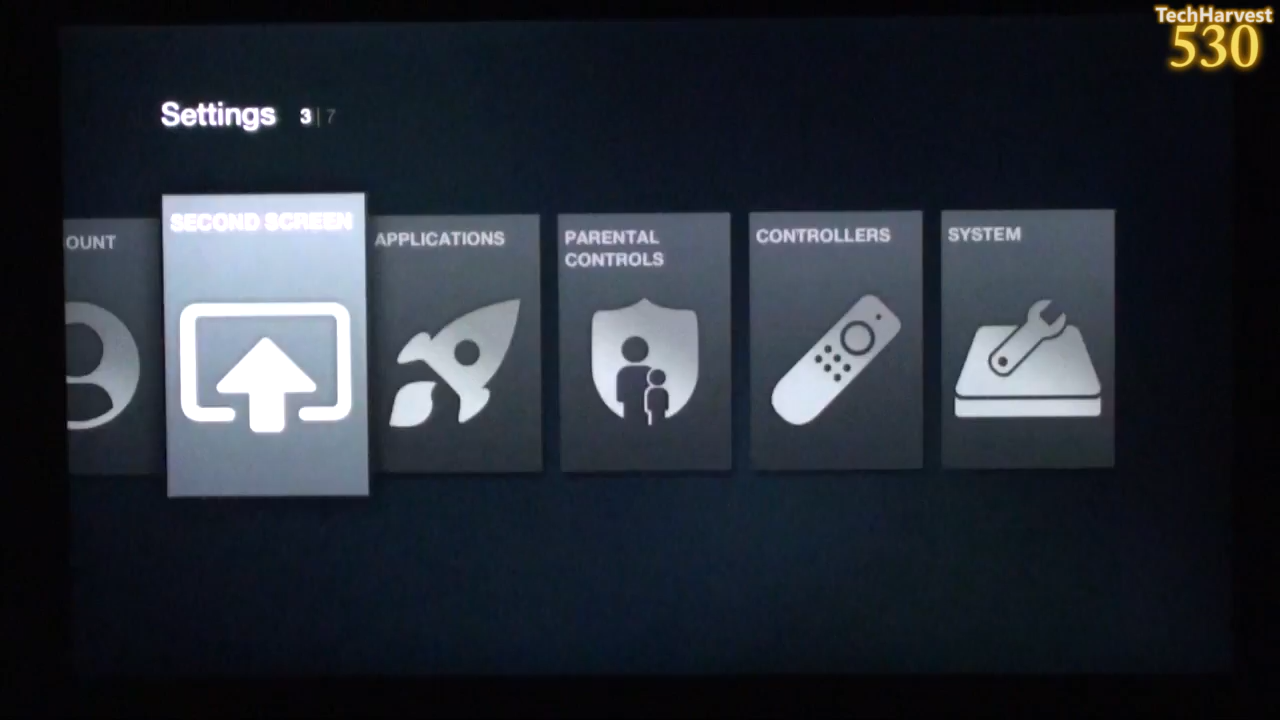 TechHarvest
530
Settings 3|7
SECOND SCREEN
OUNT
APPLICATIONS
PARENTAL
CONTROLS
CONTROLLERS
SYSTEM